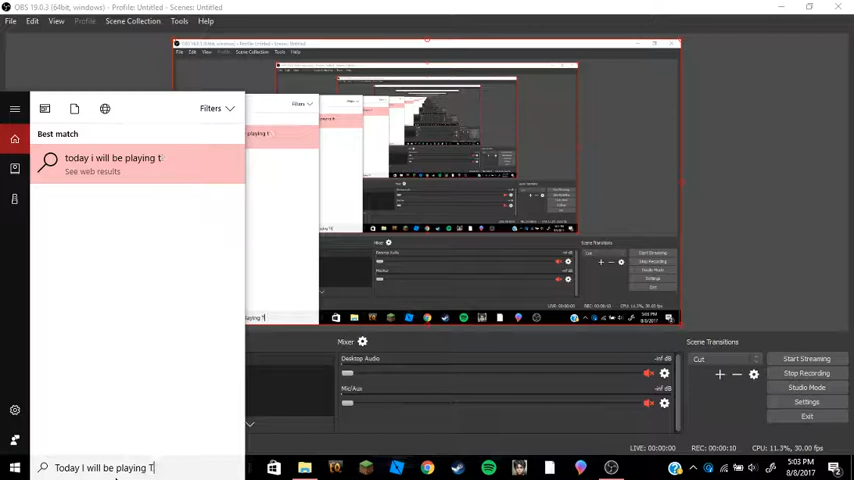 OBS 19.0.3 (64bit, windows) - Profile: Untitled - Scenes: Untitled
File Edit View Profile Scene Collection Tools Help
Filters
Best match
today i will be playing t
See web results
Today I will be playing T
Mixer
Desktop Audio
-inf dB
Mic/Aux
-inf dB
Scene Transitions
Cut
Start Streaming
Stop Recording
Studio Mode
Settings
Exit
LIVE: 00:00:00
REC: 00:00:10
CPU: 11.3%, 30.00 fps
5:03 PM
8/8/2017